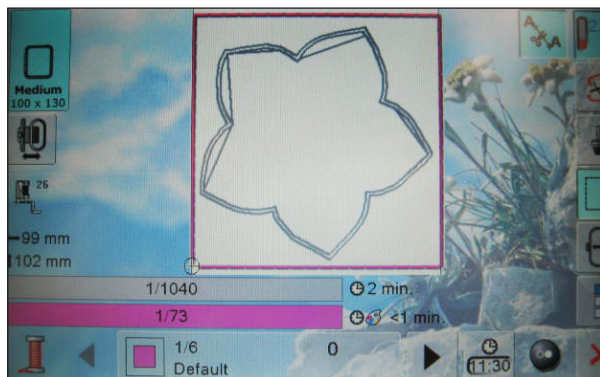 Medium
100 x 130
A A
2
26
99 mm
102 mm
1/1040
2 min.
1/73
<1 min.
1/6
Default
0
11:30